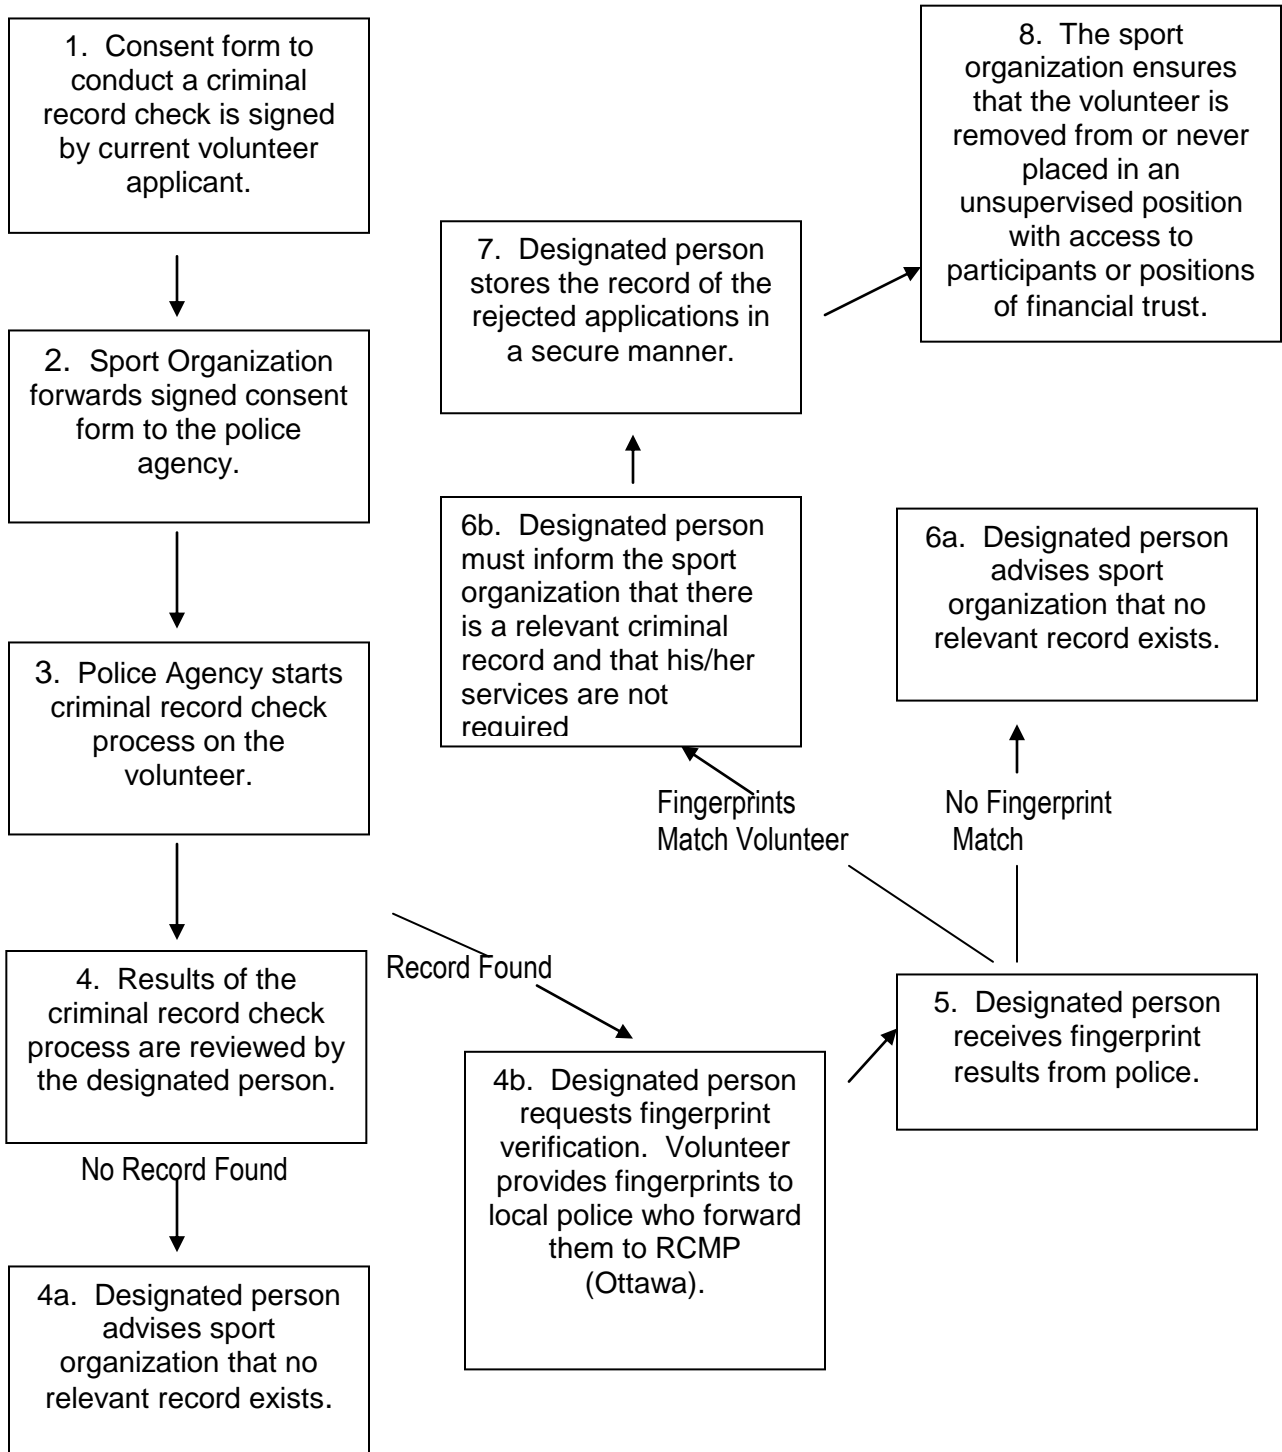 1. Consent form to
conduct a criminal
record check is signed
by current volunteer
applicant.
2. Sport Organization
forwards signed consent
form to the police
agency.
3. Police Agency starts
criminal record check
process on the
volunteer.
4. Results of the
criminal record check
process are reviewed by
the designated person.
No Record Found
4a. Designated person
advises sport
organization that no
relevant record exists.
Record Found
4b. Designated person
requests fingerprint
verification. Volunteer
provides fingerprints to
local police who forward
them to RCMP
(Ottawa).
5. Designated person
receives fingerprint
results from police.
No Fingerprint
Match
6a. Designated person
advises sport
organization that no
relevant record exists.
Fingerprints
Match Volunteer
6b. Designated person
must inform the sport
organization that there
is a relevant criminal
record and that his/her
services are not
required
7. Designated person
stores the record of the
rejected applications in
a secure manner.
8. The sport
organization ensures
that the volunteer is
removed from or never
placed in an
unsupervised position
with access to
participants or positions
of financial trust.